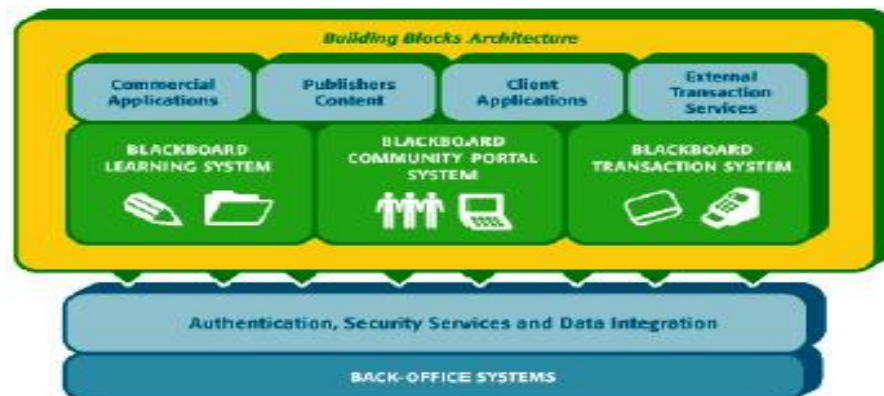 Building Blocks Architecture
Commercial
Applications
Publishers
Content
Client
Applications
External
Transaction
Services
BLACKBOARD
LEARNING SYSTEM
BLACKBOARD
COMMUNITY PORTAL
SYSTEM
BLACKBOARD
TRANSACTION SYSTEM
Authentication, Security Services and Data Integration
BACK-OFFICE SYSTEMS